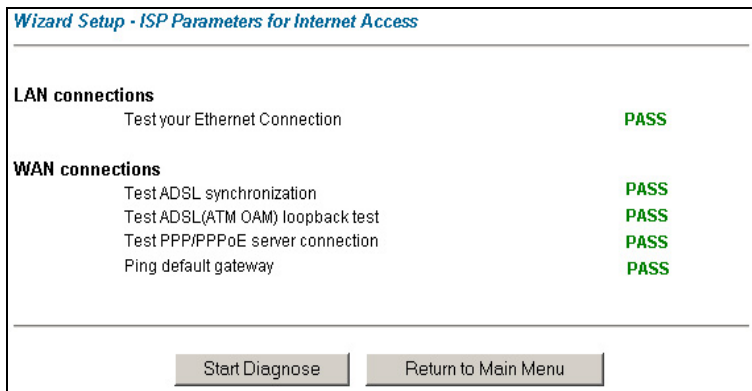 Wizard Setup - ISP Parameters for Internet Access
LAN connections
Test your Ethernet Connection PASS
WAN connections
Test ADSL synchronization PASS
Test ADSL(ATM OAM) loopback test PASS
Test PPP/PPPoE server connection PASS
Ping default gateway PASS
Start Diagnose Return to Main Menu